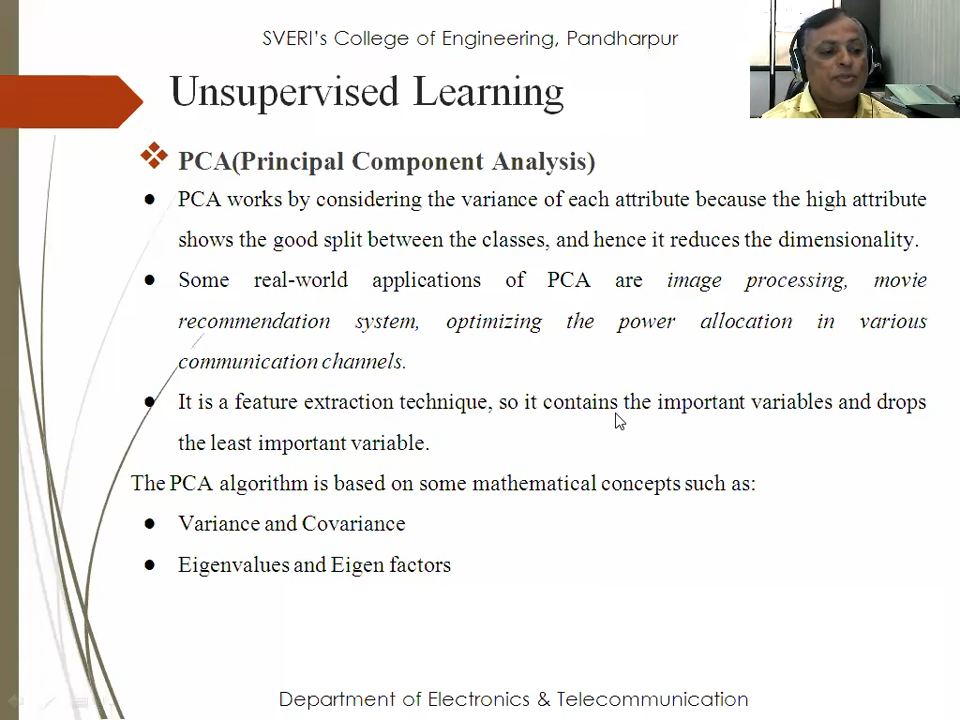 SVERI's College of Engineering, Pandharpur
Unsupervised Learning
❖ PCA(Principal Component Analysis)
● PCA works by considering the variance of each attribute because the high attribute
shows the good split between the classes, and hence it reduces the dimensionality.
● Some real-world applications of PCA are image processing, movie
recommendation system, optimizing the power allocation in various
communication channels.
● It is a feature extraction technique, so it contains the important variables and drops
the least important variable.
The PCA algorithm is based on some mathematical concepts such as:
● Variance and Covariance
● Eigenvalues and Eigen factors
Department of Electronics & Telecommunication